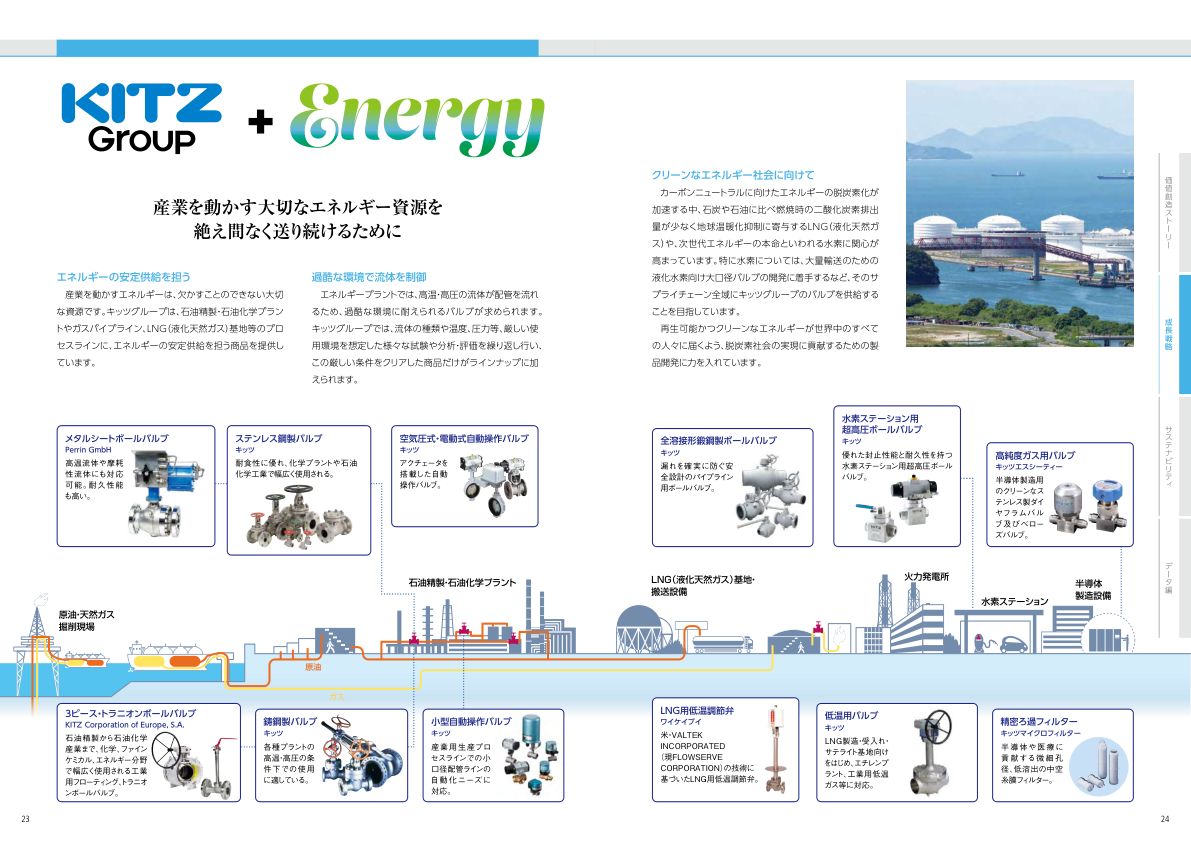 KITZ
Group
+
Energy
産業を動かす大切なエネルギー資源を
絶え間なく送り続けるために
エネルギーの安定供給を担う
産業を動かすエネルギーは、欠かすことのできない大切
な資源です。キッツグループは、石油精製・石油化学プラン
トやガスパイプライン、LNG（液化天然ガス）基地等のプロ
セスラインに、エネルギーの安定供給を担う商品を提供し
ています。
過酷な環境で流体を制御
エネルギープラントでは、高温・高圧の流体が配管を流れ
るため、過酷な環境に耐えられるバルブが求められます。
キッツグループでは、流体の種類や温度、圧力等、厳しい使
用環境を想定した様々な試験や分析・評価を繰り返し行い、
この厳しい条件をクリアした商品だけがラインナップに加
えられます。
クリーンなエネルギー社会に向けて
カーボンニュートラルに向けたエネルギーの脱炭素化が
加速する中、石炭や石油に比べ燃焼時の二酸化炭素排出
量が少なく地球温暖化抑制に寄与するLNG（液化天然ガ
ス）や、次世代エネルギーの本命といわれる水素に関心が
高まっています。特に水素については、大量輸送のための
液化水素向け大口径バルブの開発に着手するなど、そのサ
プライチェーン全域にキッツグループのバルブを供給する
ことを目指しています。
再生可能かつクリーンなエネルギーが世界中のすべて
の人々に届くよう、脱炭素社会の実現に貢献するための製
品開発に力を入れています。
価値創造ストーリー
成長戦略
サステナビリティ
データ編
メタルシートボールバルブ
Perrin GmbH
高温流体や摩耗
性流体にも対応
可能。耐久性能
も高い。
ステンレス鋼製バルブ
キッツ
耐食性に優れ、化学プラントや石油
化学工業で幅広く使用される。
空気圧式・電動式自動操作バルブ
キッツ
アクチュエータを
搭載した自動
操作バルブ。
全溶接形鍛鋼製ボールバルブ
キッツ
漏れを確実に防ぐ安
全設計のパイプライン
用ボールバルブ。
水素ステーション用
超高圧ボールバルブ
キッツ
優れた封止性能と耐久性を持つ
水素ステーション用超高圧ボール
バルブ。
高純度ガス用バルブ
キッツエスシーティー
半導体製造用
のクリーンなス
テンレス製ダイ
ヤフラムバル
ブ及びベロー
ズバルブ。
原油・天然ガス
掘削現場
石油精製・石油化学プラント
LNG（液化天然ガス）基地・
搬送設備
火力発電所
水素ステーション
半導体
製造設備
原油
ガス
3ピース・トラニオンボールバルブ
KITZ Corporation of Europe, S.A.
石油精製から石油化学
産業まで、化学、ファイン
ケミカル、エネルギー分野
で幅広く使用される工業
用フローティング、トラニオ
ンボールバルブ。
鋳鋼製バルブ
キッツ
各種プラントの
高温・高圧の条
件下での使用
に適している。
小型自動操作バルブ
キッツ
産業用生産プロ
セスラインでの小
口径配管ラインの
自動化ニーズに
対応。
LNG用低温調節弁
ワイケイブイ
米・VALTEK
INCORPORATED
（現FLOWSERVE
CORPORATION）の技術に
基づいたLNG用低温調節弁。
低温用バルブ
キッツ
LNG製造・受入れ・
サテライト基地向け
をはじめ、エチレンプ
ラント、工業用低温
ガス等に対応。
精密ろ過フィルター
キッツマイクロフィルター
半導体や医療に
貢献する微細孔
径、低溶出の中空
糸膜フィルター。
23
24